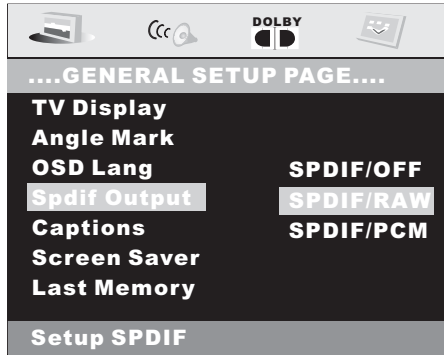 DOLBY
....GENERAL SETUP PAGE....
TV Display
Angle Mark
OSD Lang SPDIF/OFF
Spdif Output SPDIF/RAW
Captions SPDIF/PCM
Screen Saver
Last Memory
Setup SPDIF